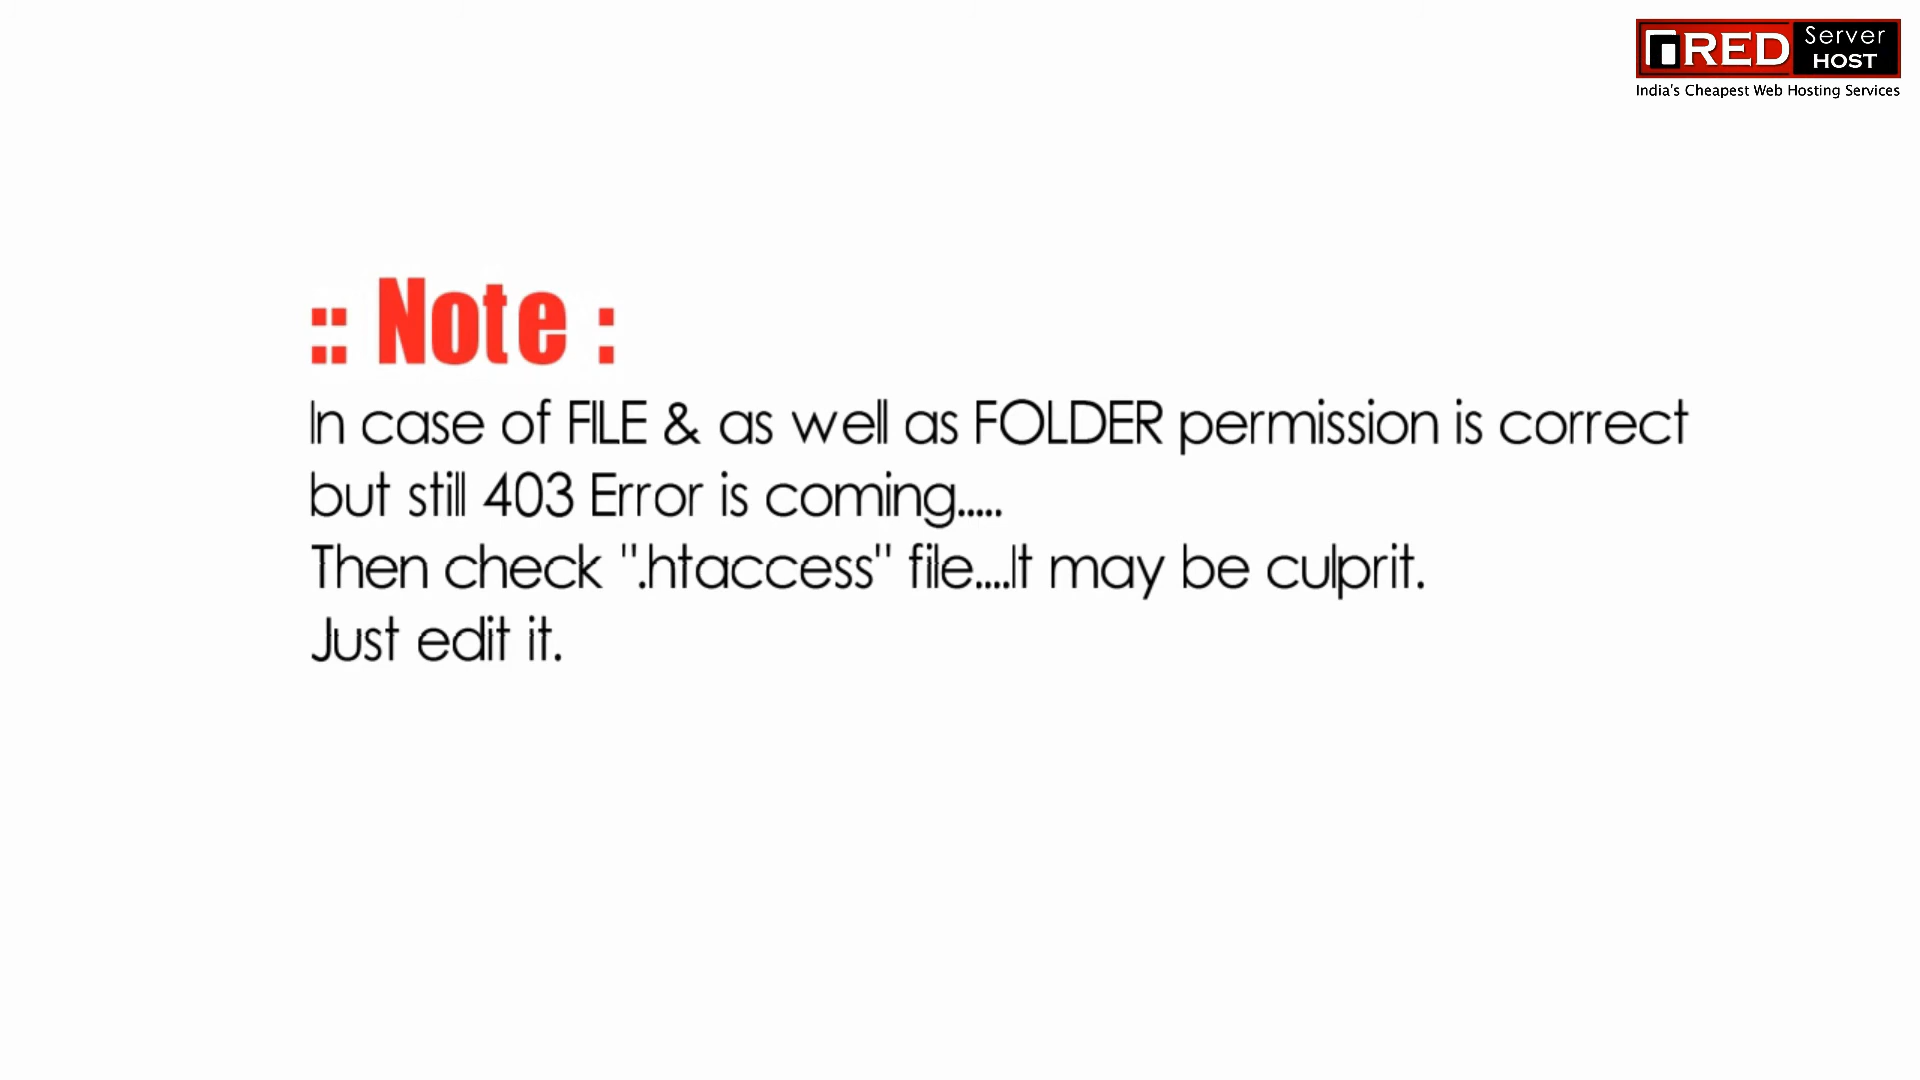 RED Server
HOST
India's Cheapest Web Hosting Services
:: Note :
In case of FILE & as well as FOLDER permission is correct
but still 403 Error is coming.....
Then check ".htaccess" file....It may be culprit.
Just edit it.